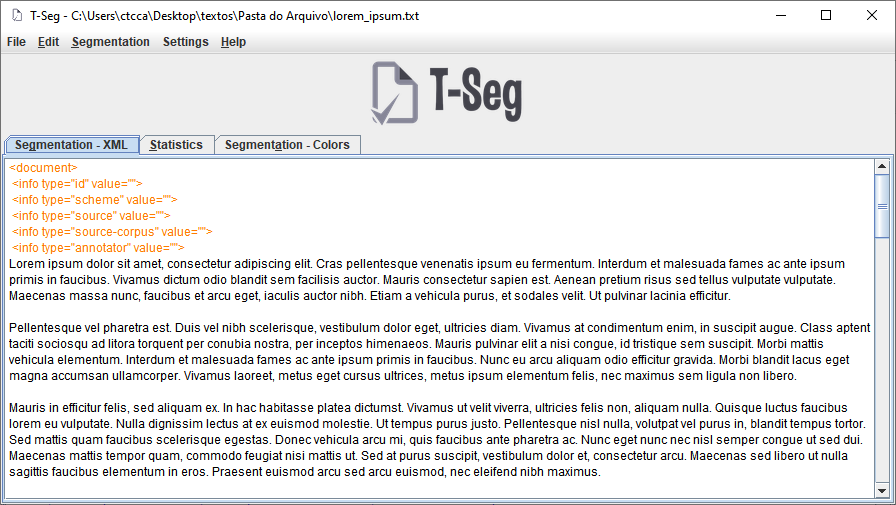 T-Seg - C:\Users\ctcca\Desktop\textos\Pasta do Arquivo\lorem_ipsum.txt
File Edit Segmentation Settings Help
T-Seg
Segmentation - XML Statistics Segmentation - Colors
<document>
<info type="id" value="">
<info type="scheme" value="">
<info type="source" value="">
<info type="source-corpus" value="">
<info type="annotator" value="">
Lorem ipsum dolor sit amet, consectetur adipiscing elit. Cras pellentesque venenatis ipsum eu fermentum. Interdum et malesuada fames ac ante ipsum
primis in faucibus. Vivamus dictum odio blandit sem facilisis auctor. Mauris consectetur sapien est. Aenean pretium risus sed tellus vulputate vulputate.
Maecenas massa nunc, faucibus et arcu eget, iaculis auctor nibh. Etiam a vehicula purus, et sodales velit. Ut pulvinar lacinia efficitur.
Pellentesque vel pharetra est. Duis vel nibh scelerisque, vestibulum dolor eget, ultricies diam. Vivamus at condimentum enim, in suscipit augue. Class aptent
taciti sociosqu ad litora torquent per conubia nostra, per inceptos himenaeos. Mauris pulvinar elit a nisi congue, id tristique sem suscipit. Morbi mattis
vehicula elementum. Interdum et malesuada fames ac ante ipsum primis in faucibus. Nunc eu arcu aliquam odio efficitur gravida. Morbi blandit lacus eget
magna accumsan ullamcorper. Vivamus laoreet, metus eget cursus ultrices, metus ipsum elementum felis, nec maximus sem ligula non libero.
Mauris in efficitur felis, sed aliquam ex. In hac habitasse platea dictumst. Vivamus ut velit viverra, ultricies felis non, aliquam nulla. Quisque luctus faucibus
lorem eu vulputate. Nulla dignissim lectus at ex euismod molestie. Ut tempus purus justo. Pellentesque nisl nulla, volutpat vel purus in, blandit tempus tortor.
Sed mattis quam faucibus scelerisque egestas. Donec vehicula arcu mi, quis faucibus ante pharetra ac. Nunc eget nunc nec nisl semper congue ut sed dui.
Maecenas mattis tempor quam, commodo feugiat nisi mattis ut. Sed at purus suscipit, vestibulum dolor et, consectetur arcu. Maecenas sed libero ut nulla
sagittis faucibus elementum in eros. Praesent euismod arcu sed arcu euismod, nec eleifend nibh maximus.